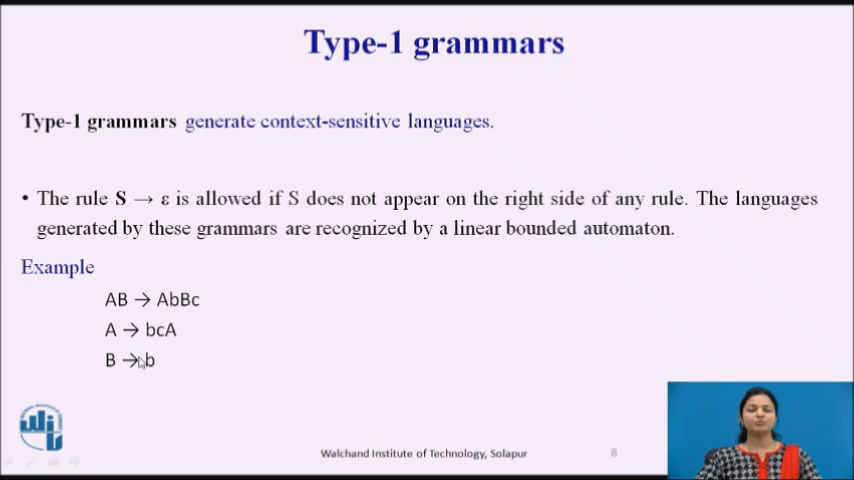 Type-1 grammars
Type-1 grammars generate context-sensitive languages.
• The rule S → ε is allowed if S does not appear on the right side of any rule. The languages
generated by these grammars are recognized by a linear bounded automaton.
Example
AB → AbBc
A → bcA
B → b
Walchand Institute of Technology, Solapur
8